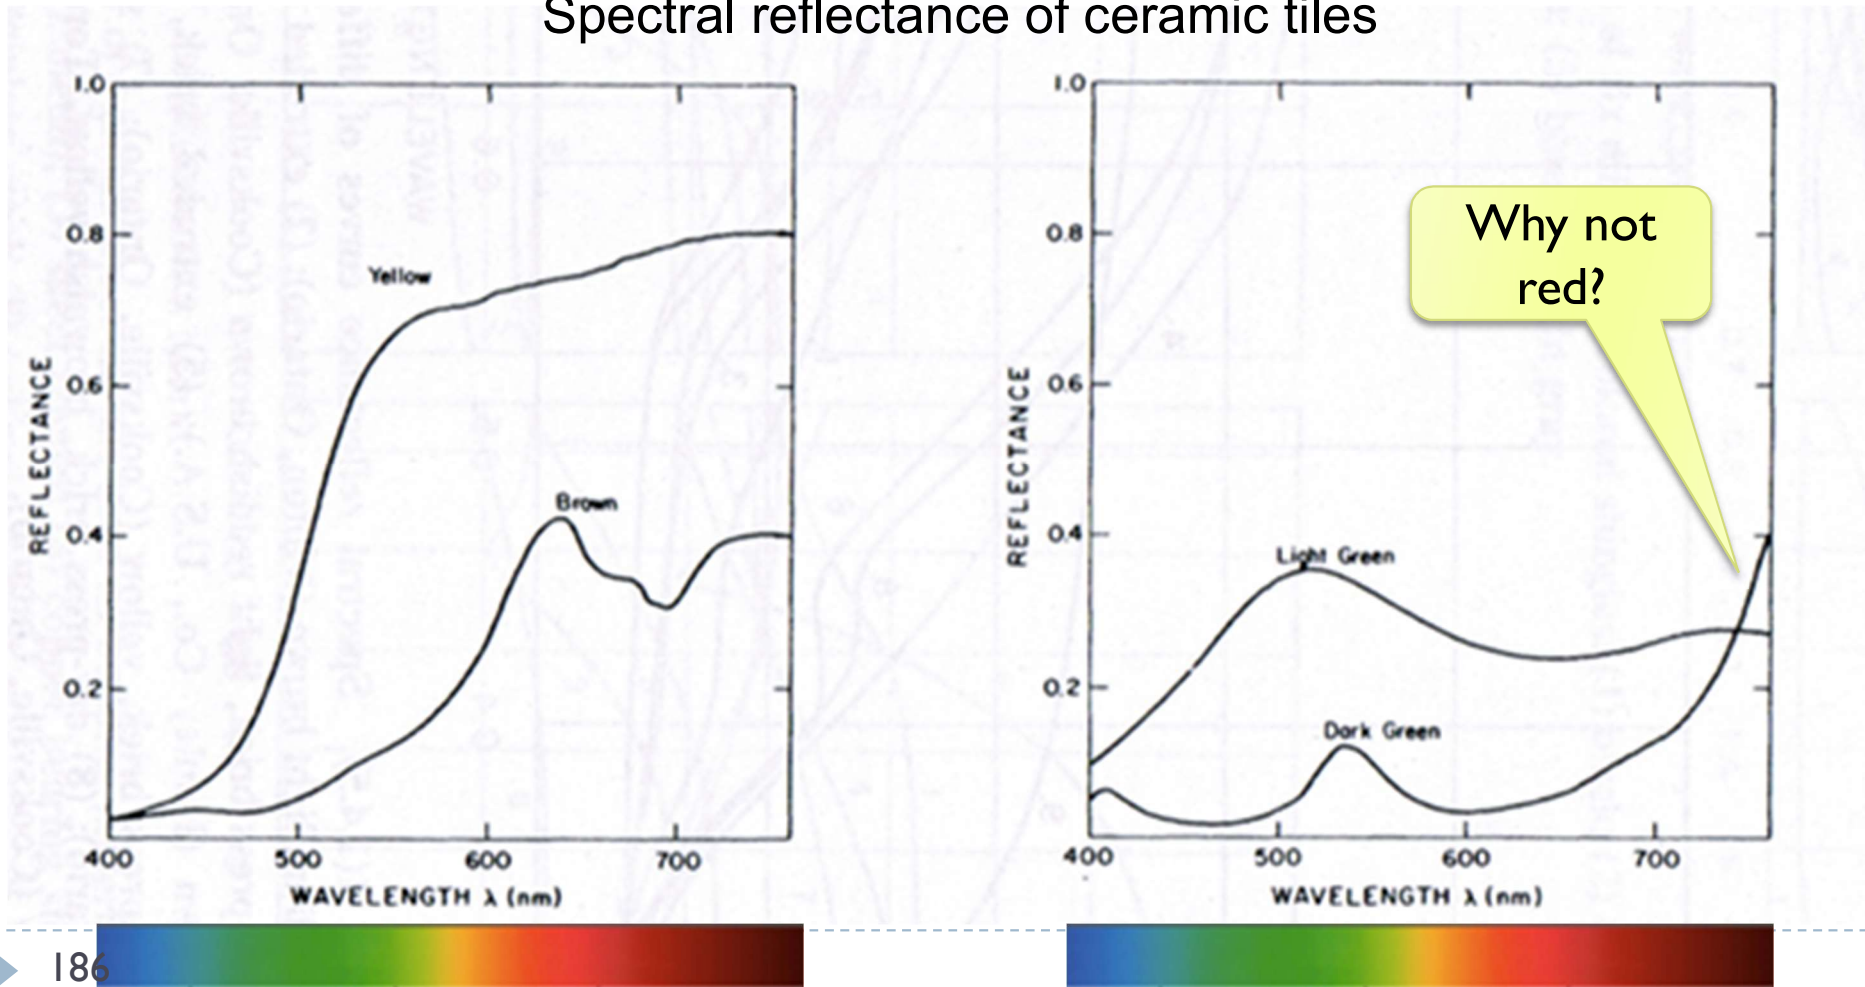 Spectral reflectance of ceramic tiles
1.0
0.8
0.6
0.4
0.2
REFLECTANCE
Yellow
Brown
400 500 600 700
WAVELENGTH λ (nm)
1.0
0.8
0.6
0.4
0.2
REFLECTANCE
Why not
red?
Light Green
Dark Green
400 500 600 700
WAVELENGTH λ (nm)
186